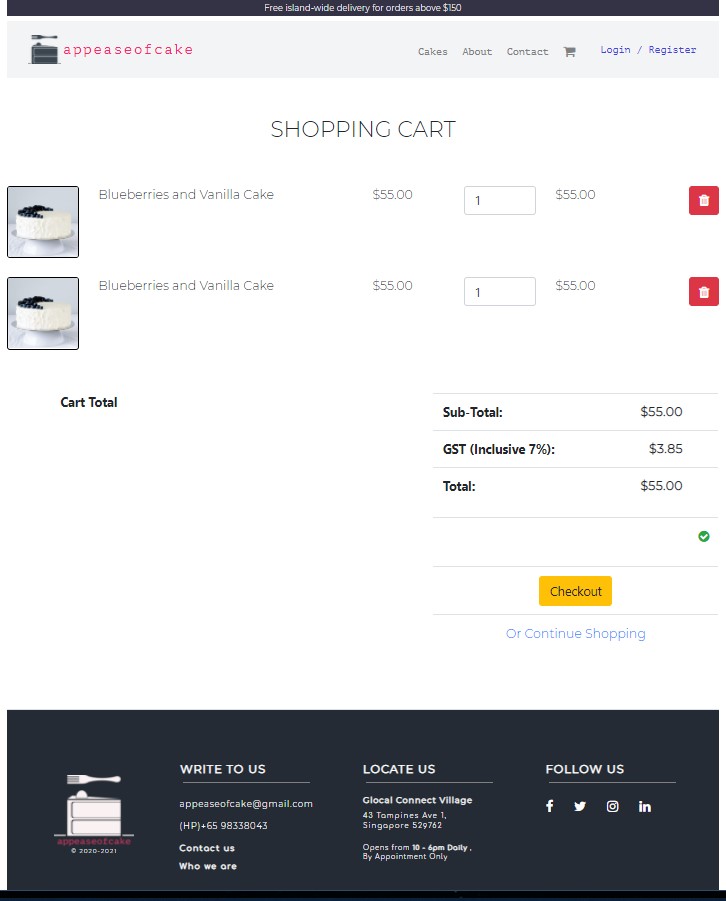 Free island-wide delivery for orders above $150
appeaseofcake
Cakes About Contact Login / Register
SHOPPING CART
Blueberries and Vanilla Cake $55.00 1 $55.00
Blueberries and Vanilla Cake $55.00 1 $55.00
Cart Total
Sub-Total: $55.00
GST (Inclusive 7%): $3.85
Total: $55.00
Checkout
Or Continue Shopping
appeaseofcake
© 2020-2021
WRITE TO US
appeaseofcake@gmail.com
(HP)+65 98338043
Contact us
Who we are
LOCATE US
Glocal Connect Village
43 Tampines Ave 1,
Singapore 529762
Opens from 10 - 6pm Daily ,
By Appointment Only
FOLLOW US